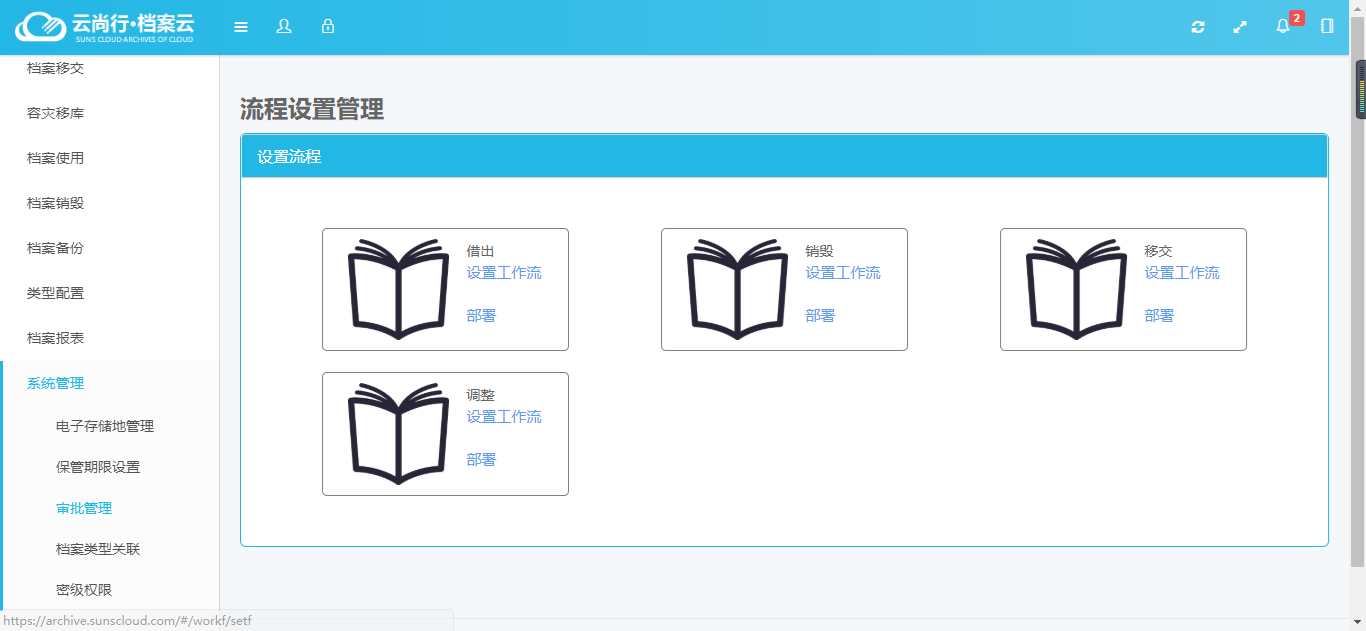 云尚行·档案云
SUNS CLOUD-ARCHIVES OF CLOUD
2
档案移交
容灾移库
档案使用
档案销毁
档案备份
类型配置
档案报表
系统管理
电子存储地管理
保管期限设置
审批管理
档案类型关联
密级权限
流程设置管理
设置流程
借出
设置工作流
部署
销毁
设置工作流
部署
移交
设置工作流
部署
调整
设置工作流
部署
https://archive.sunscloud.com/#/workf/setf